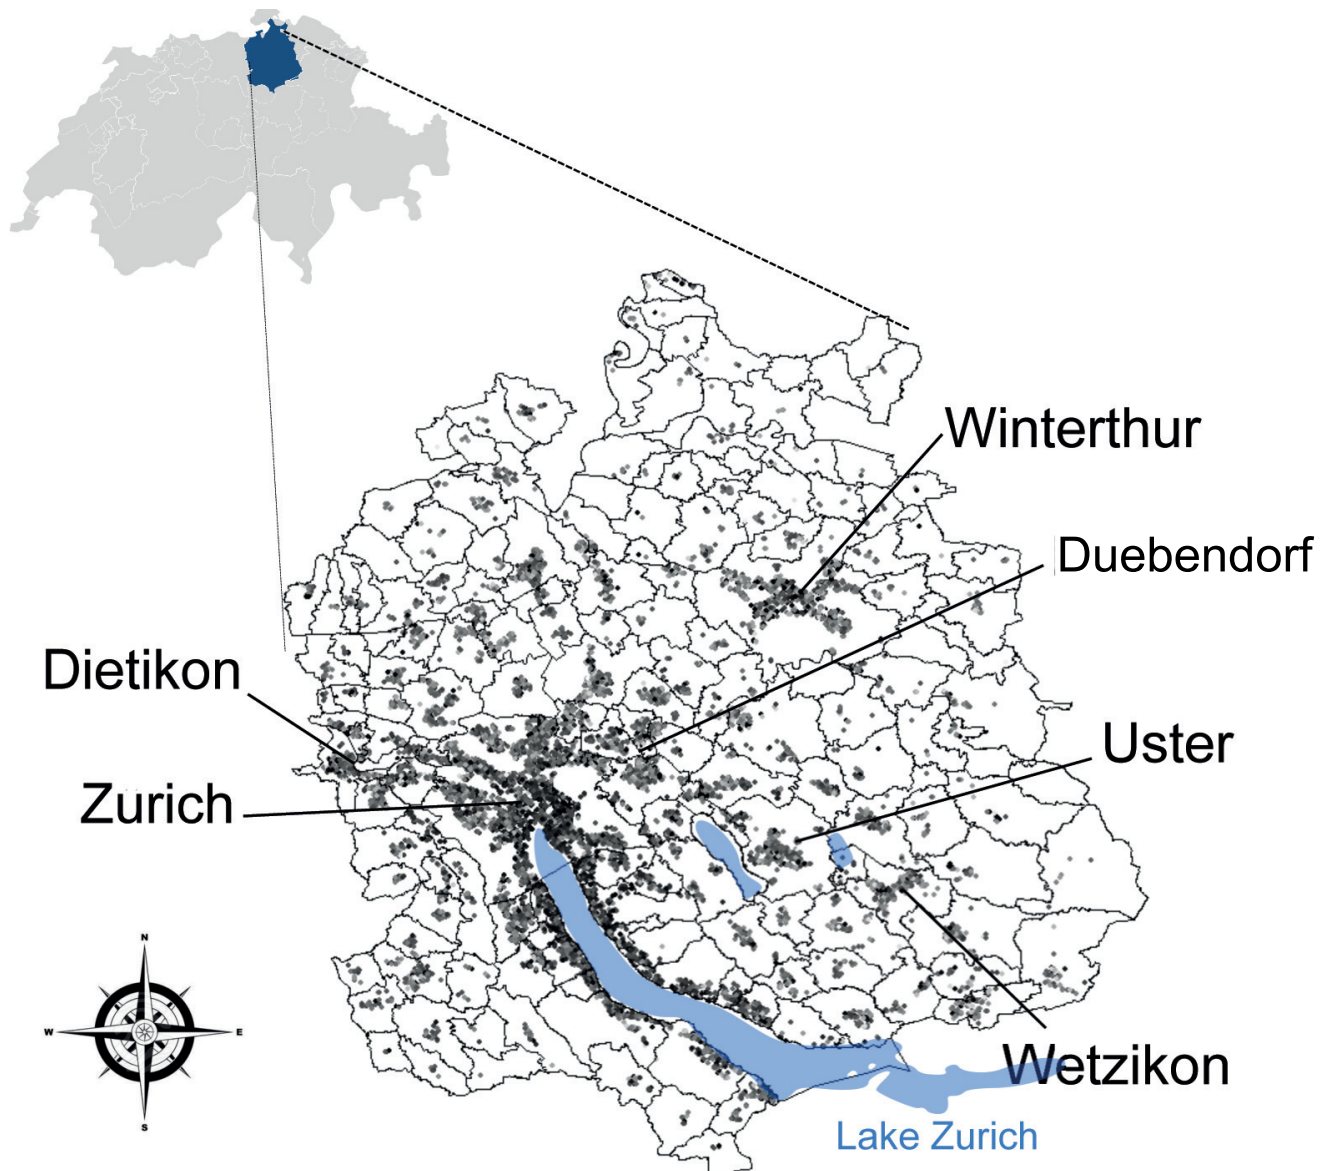 Winterthur
Duebendorf
Dietikon
Uster
Zurich
N
W
E
S
Wetzikon
Lake Zurich